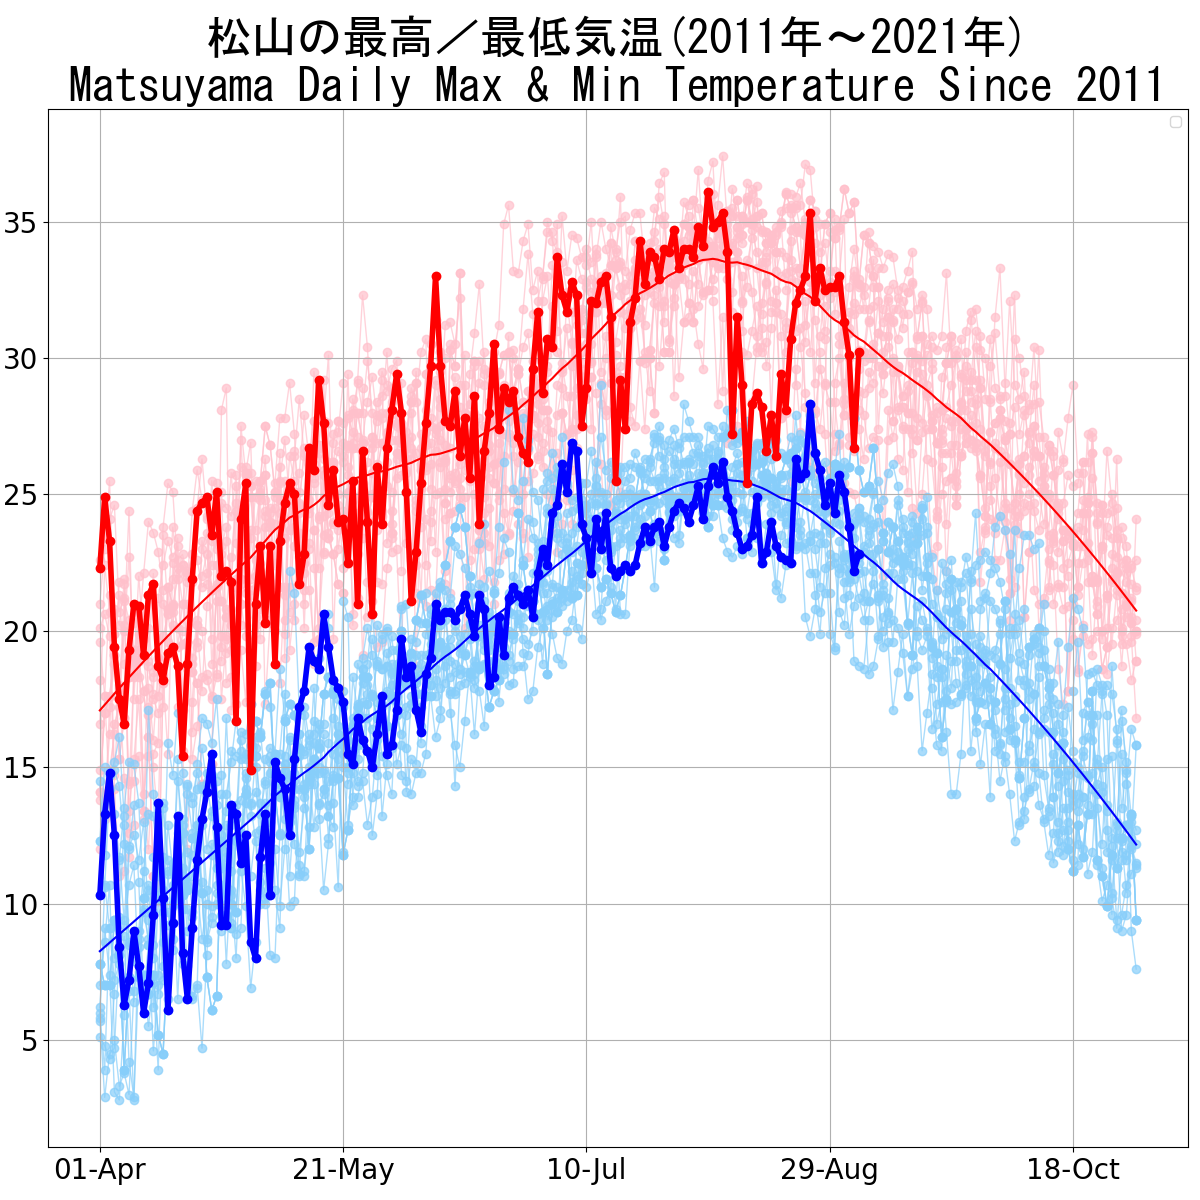 松山の最高／最低気温(2011年〜2021年)
Matsuyama Daily Max & Min Temperature Since 2011
35
30
25
20
15
10
5
01-Apr 21-May 10-Jul 29-Aug 18-Oct